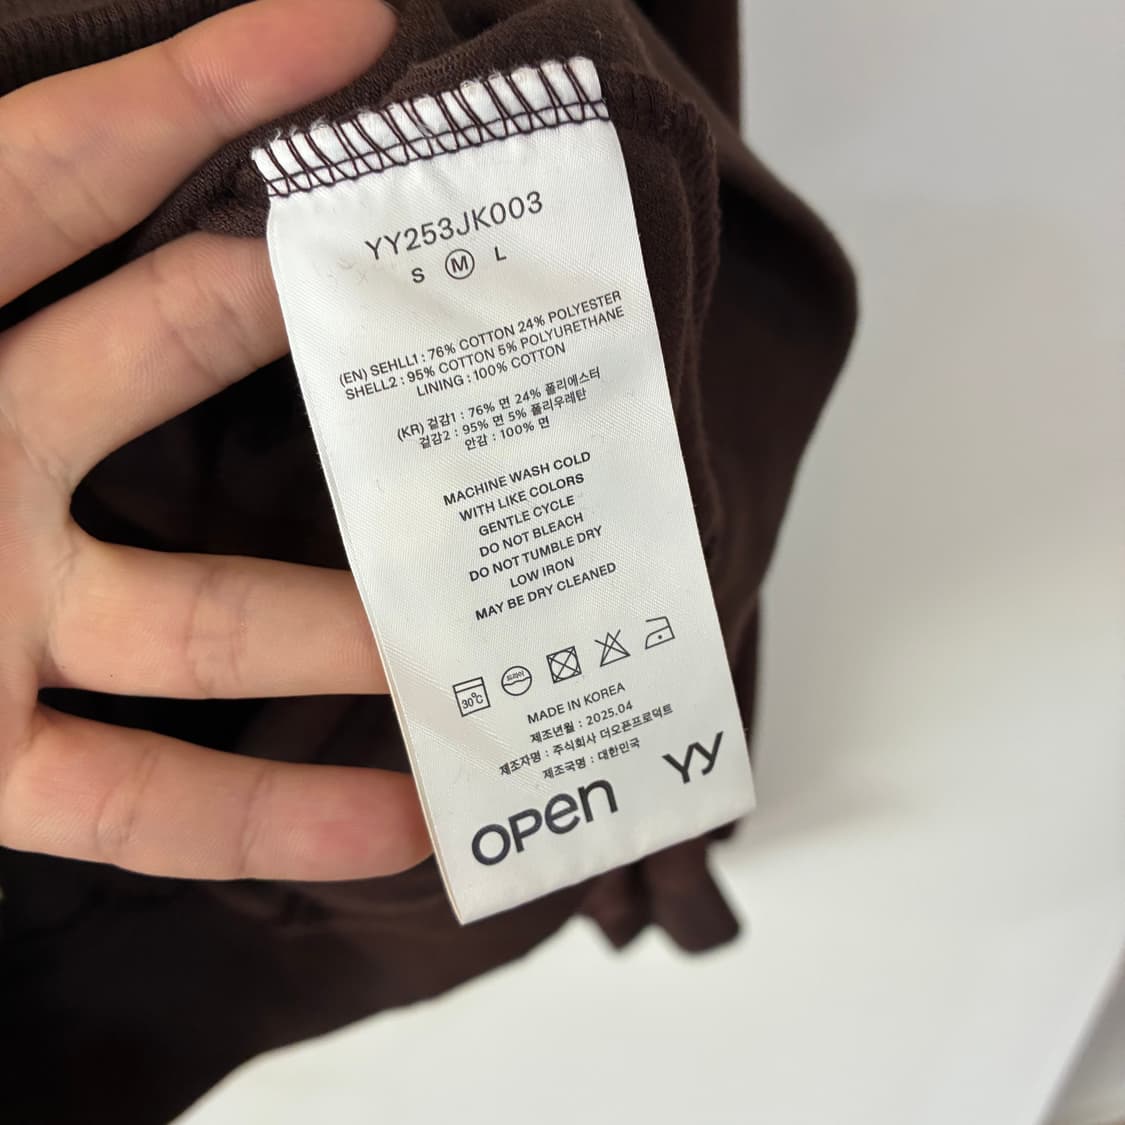 YY253JK003
S M L
(EN) SEHLL1 : 76% COTTON 24% POLYESTER
SHELL2 : 95% COTTON 5% POLYURETHANE
LINING : 100% COTTON
(KR) 겉감1 : 76% 면 24% 폴리에스터
겉감2 : 95% 면 5% 폴리우레탄
안감 : 100% 면
MACHINE WASH COLD
WITH LIKE COLORS
GENTLE CYCLE
DO NOT BLEACH
DO NOT TUMBLE DRY
LOW IRON
MAY BE DRY CLEANED
30℃ 드라이
MADE IN KOREA
제조년월 : 2025.04
제조자명 : 주식회사 더오픈프로덕트
제조국명 : 대한민국
OPEN YY